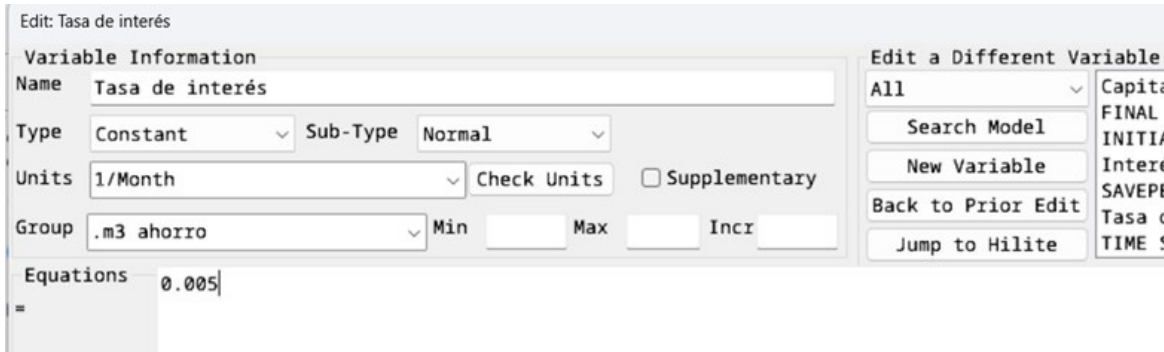 Edit: Tasa de interés
Variable Information
Name Tasa de interés
Type Constant Sub-Type Normal
Units 1/Month Check Units Supplementary
Group .m3 ahorro Min Max Incr
Equations 0.005
=
Edit a Different Variable
All
Search Model
New Variable
Back to Prior Edit
Jump to Hilite
FINAL
Tasa
TIME